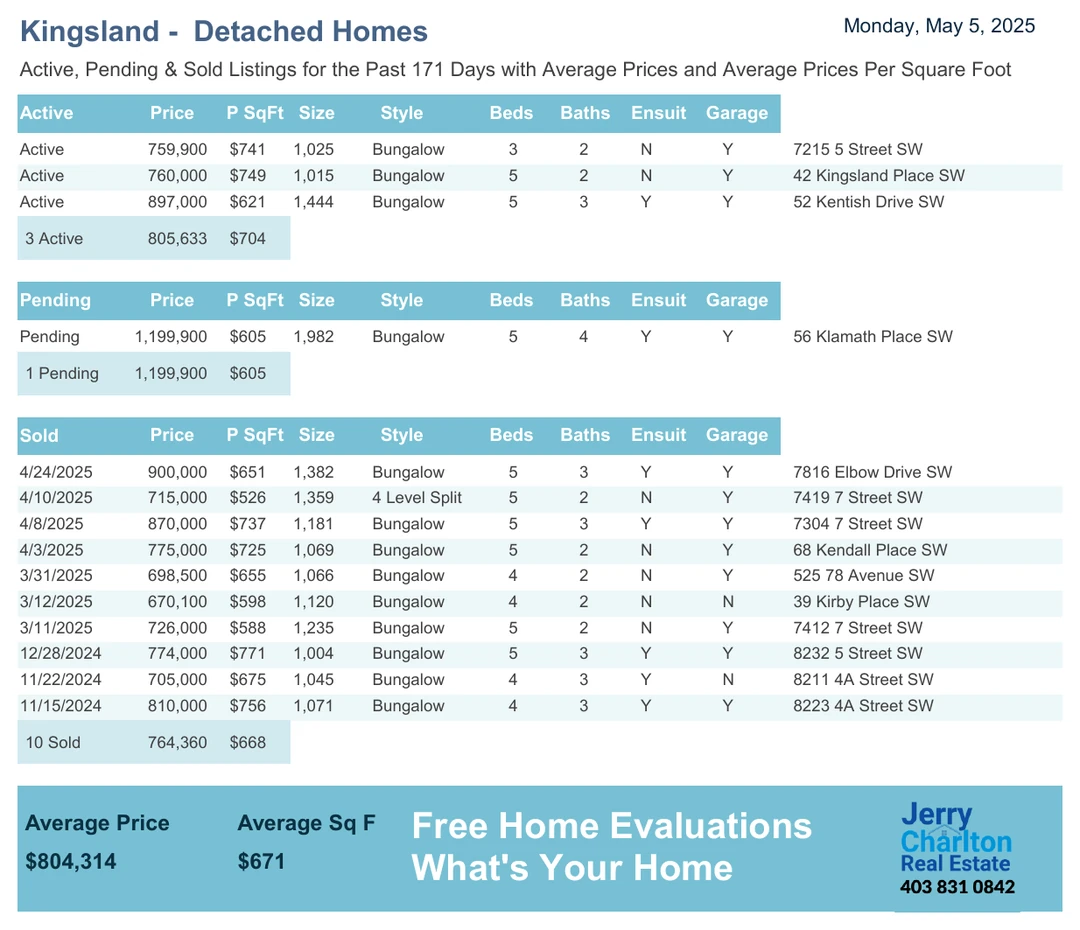 Kingsland - Detached Homes
Monday, May 5, 2025
Active, Pending & Sold Listings for the Past 171 Days with Average Prices and Average Prices Per Square Foot
Active Price P SqFt Size Style Beds Baths Ensuit Garage
Active 759,900 $741 1,025 Bungalow 3 2 N Y 7215 5 Street SW
Active 760,000 $749 1,015 Bungalow 5 2 N Y 42 Kingsland Place SW
Active 897,000 $621 1,444 Bungalow 5 3 Y Y 52 Kentish Drive SW
3 Active 805,633 $704
Pending Price P SqFt Size Style Beds Baths Ensuit Garage
Pending 1,199,900 $605 1,982 Bungalow 5 4 Y Y 56 Klamath Place SW
1 Pending 1,199,900 $605
Sold Price P SqFt Size Style Beds Baths Ensuit Garage
4/24/2025 900,000 $651 1,382 Bungalow 5 3 Y Y 7816 Elbow Drive SW
4/10/2025 715,000 $526 1,359 4 Level Split 5 2 N Y 7419 7 Street SW
4/8/2025 870,000 $737 1,181 Bungalow 5 3 Y Y 7304 7 Street SW
4/3/2025 775,000 $725 1,069 Bungalow 5 2 N Y 68 Kendall Place SW
3/31/2025 698,500 $655 1,066 Bungalow 4 2 N Y 525 78 Avenue SW
3/12/2025 670,100 $598 1,120 Bungalow 4 2 N N 39 Kirby Place SW
3/11/2025 726,000 $588 1,235 Bungalow 5 2 N Y 7412 7 Street SW
12/28/2024 774,000 $771 1,004 Bungalow 5 3 Y Y 8232 5 Street SW
11/22/2024 705,000 $675 1,045 Bungalow 4 3 Y N 8211 4A Street SW
11/15/2024 810,000 $756 1,071 Bungalow 4 3 Y Y 8223 4A Street SW
10 Sold 764,360 $668
Average Price Average Sq F
$804,314 $671
Free Home Evaluations
What's Your Home
Jerry
Charlton
Real Estate
403 831 0842